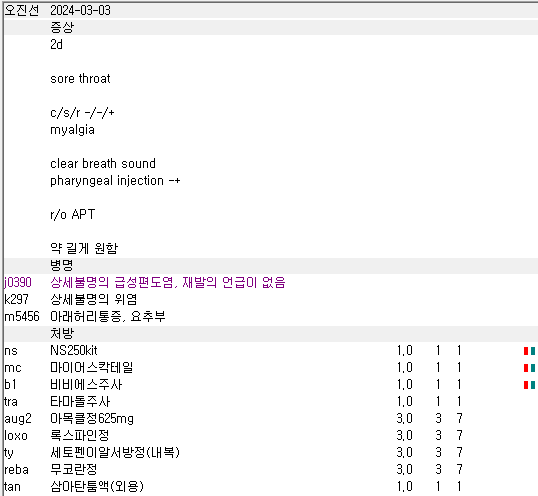 오진선 2024-03-03
증상
2d
sore throat
c/s/r -/-/+
myalgia
clear breath sound
pharyngeal injection -+
r/o APT
약 길게 원함
병명
j0390 상세불명의 급성편도염, 재발의 언급이 없음
k297 상세불명의 위염
m5456 아래허리통증, 요추부
처방
ns NS250kit 1.0 1 1
mc 마이어스칵테일 1.0 1 1
b1 비비에스주사 1.0 1 1
tra 타마돌주사 1.0 1 1
aug2 아목클정625mg 3.0 3 7
loxo 록스파인정 3.0 3 7
ty 세토펜이알서방정(내복) 3.0 3 7
reba 무코란정 3.0 3 7
tan 삼아탄툼액(외용) 1.0 1 1